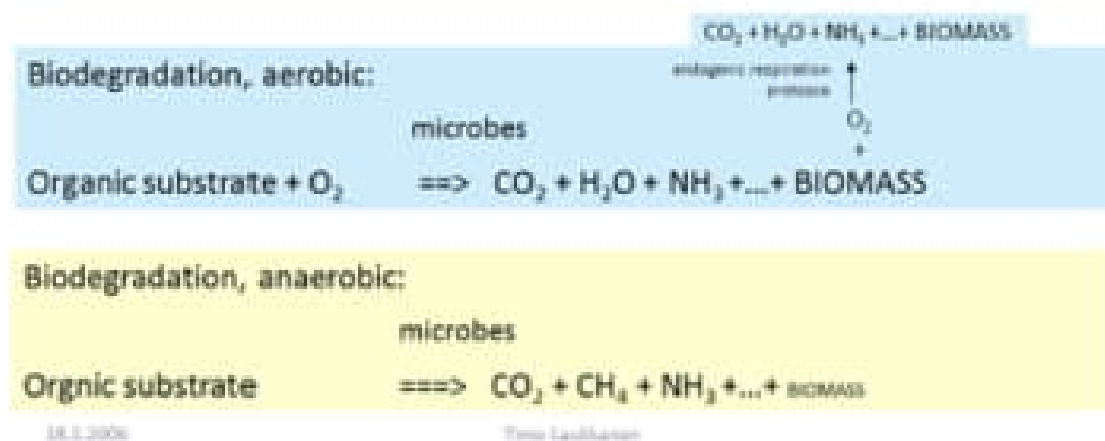 CO₂ + H₂O + NH₃ +...+ BIOMASS
Biodegradation, aerobic:
endogenic respiration
protozoa
microbes
O₂
+
Organic substrate + O₂ ==> CO₂ + H₂O + NH₃ +...+ BIOMASS
Biodegradation, anaerobic:
microbes
Orgnic substrate ===> CO₂ + CH₄ + NH₃ +...+ BIOMASS